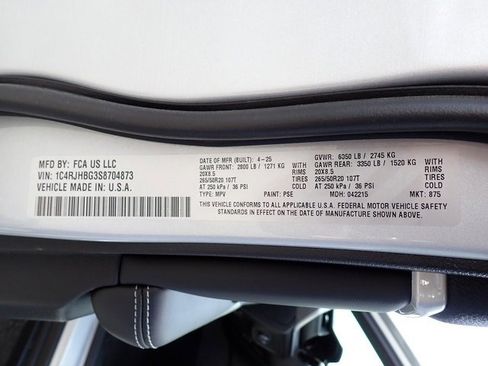 MFD BY: FCA US LLC
VIN: 1C4RJHBG3S8704873
VEHICLE MADE IN: U.S.A.
DATE OF MFR (BUILT): 4-25 GVWR: 6350 LB / 2745 KG
GAWR FRONT: 2800 LB / 1271 KG WITH GAWR REAR: 3350 LB / 1520 KG WITH
20X8.5 RIMS 20X8.5 RIMS
265/50R20 107T TIRES 265/50R20 107T TIRES
AT 250 kPa / 36 PSI AT 250 kPa / 36 PSI
TYPE: MPV PAINT: PSE MDH: 042215 MKT: 875
THIS VEHICLE CONFORMS TO ALL APPLICABLE U.S.A. FEDERAL MOTOR VEHICLE SAFETY
STANDARDS IN EFFECT ON THE DATE OF MANUFACTURE SHOWN ABOVE.